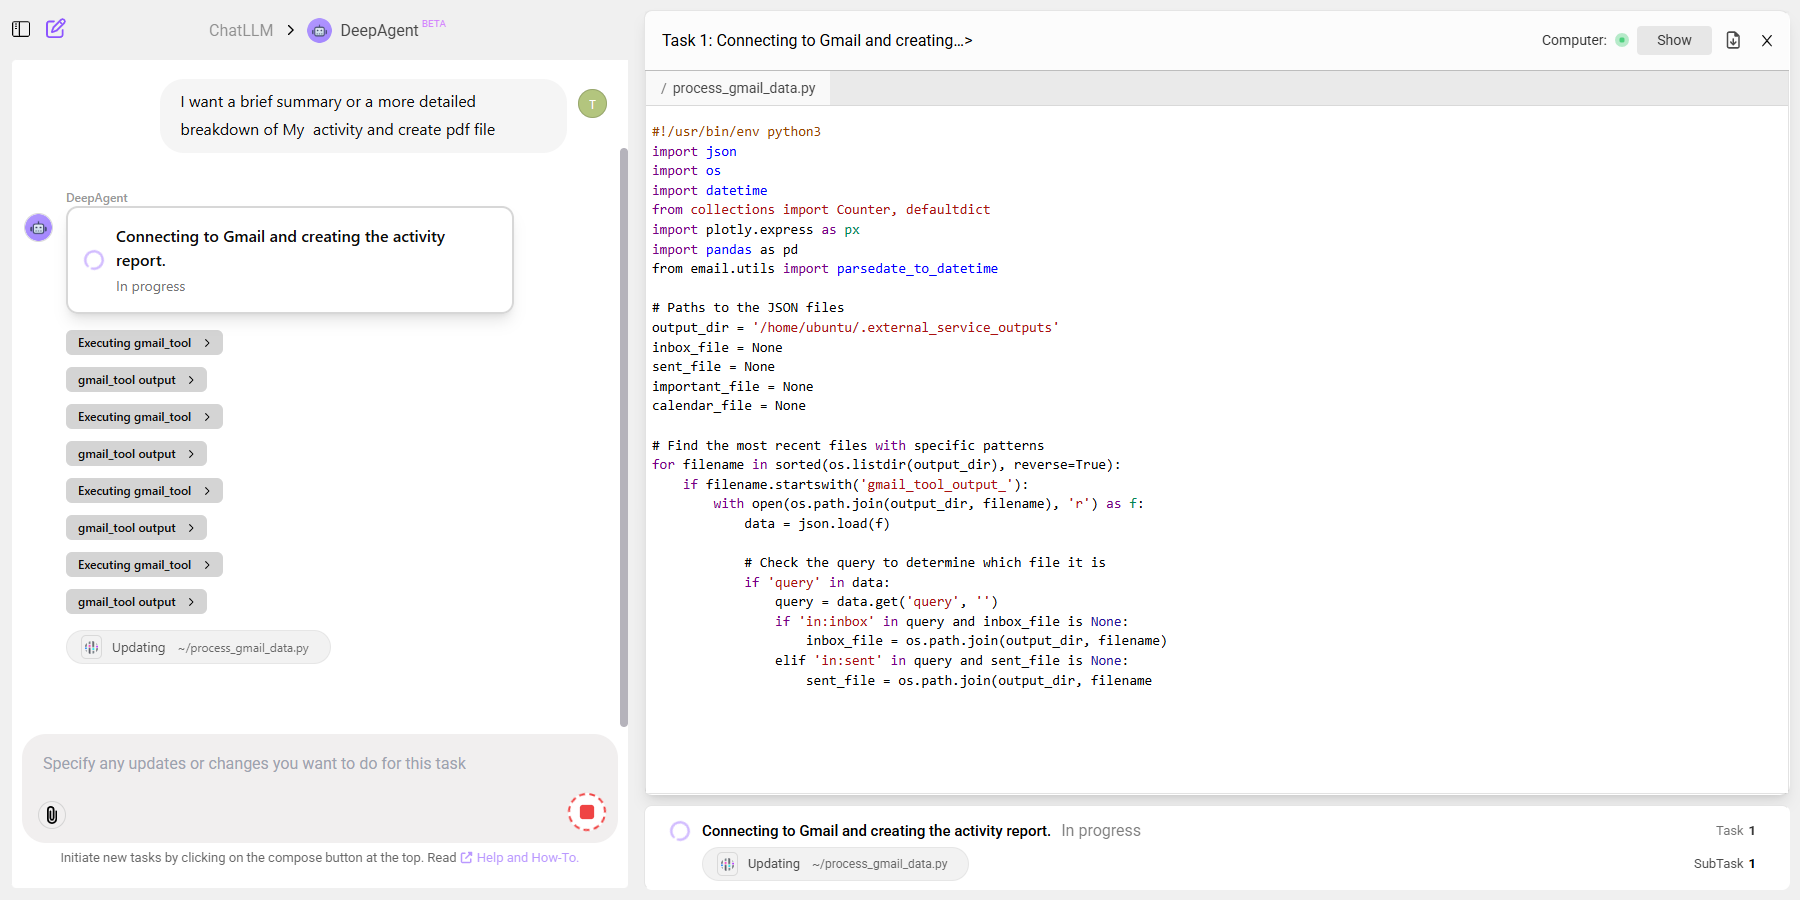 ChatLLM > DeepAgent BETA
I want a brief summary or a more detailed
breakdown of My activity and create pdf file
T
DeepAgent
Connecting to Gmail and creating the activity
report.
In progress
Executing gmail_tool >
gmail_tool output >
Executing gmail_tool >
gmail_tool output >
Executing gmail_tool >
gmail_tool output >
Executing gmail_tool >
gmail_tool output >
Updating ~/process_gmail_data.py
Specify any updates or changes you want to do for this task
Initiate new tasks by clicking on the compose button at the top. Read Help and How-To.
Task 1: Connecting to Gmail and creating...>
Computer: Show X
/ process_gmail_data.py
#!/usr/bin/env python3
import json
import os
import datetime
from collections import Counter, defaultdict
import plotly.express as px
import pandas as pd
from email.utils import parsedate_to_datetime
# Paths to the JSON files
output_dir = '/home/ubuntu/.external_service_outputs'
inbox_file = None
sent_file = None
important_file = None
calendar_file = None
# Find the most recent files with specific patterns
for filename in sorted(os.listdir(output_dir), reverse=True):
    if filename.startswith('gmail_tool_output_'):
        with open(os.path.join(output_dir, filename), 'r') as f:
            data = json.load(f)
            # Check the query to determine which file it is
            if 'query' in data:
                query = data.get('query', '')
                if 'in:inbox' in query and inbox_file is None:
                    inbox_file = os.path.join(output_dir, filename)
                elif 'in:sent' in query and sent_file is None:
                    sent_file = os.path.join(output_dir, filename
Connecting to Gmail and creating the activity report. In progress
Task 1
Updating ~/process_gmail_data.py
SubTask 1